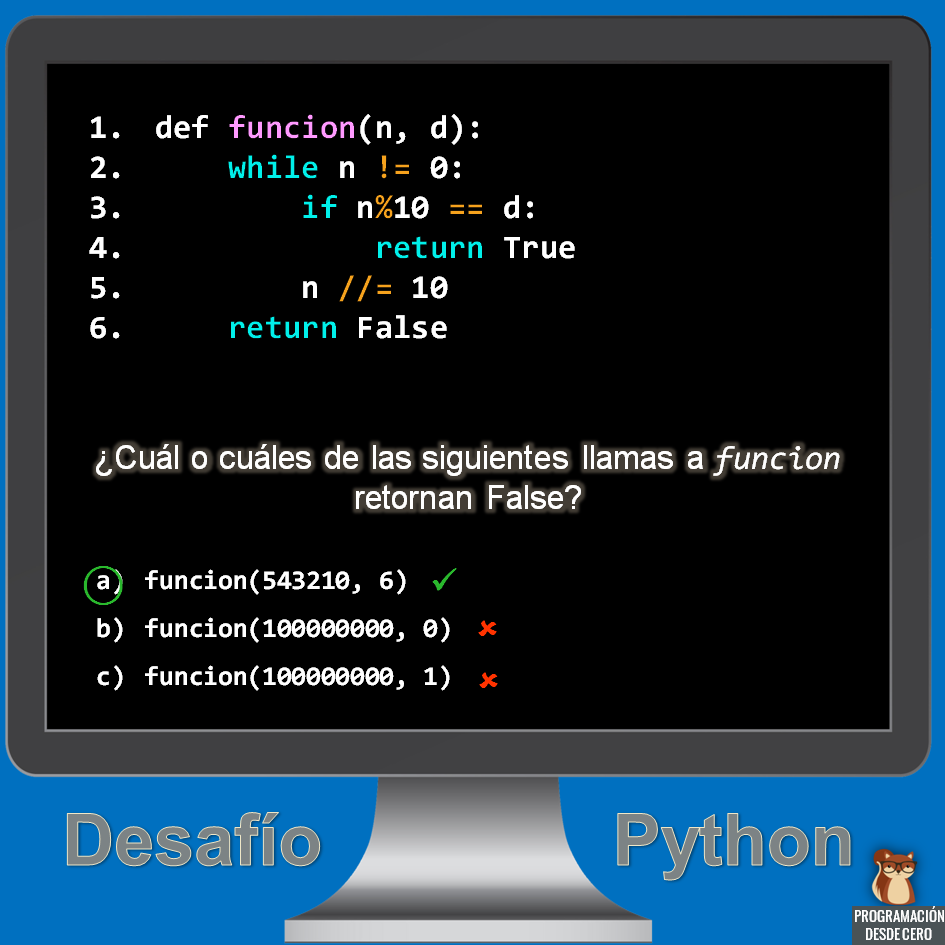 1. def funcion(n, d):
2. while n != 0:
3. if n%10 == d:
4. return True
5. n //= 10
6. return False
¿Cuál o cuáles de las siguientes llamas a funcion
retornan False?
a) funcion(543210, 6) ✓
b) funcion(100000000, 0) ✗
c) funcion(100000000, 1) ✗
Desafío Python
PROGRAMACIÓN
DESDE CERO